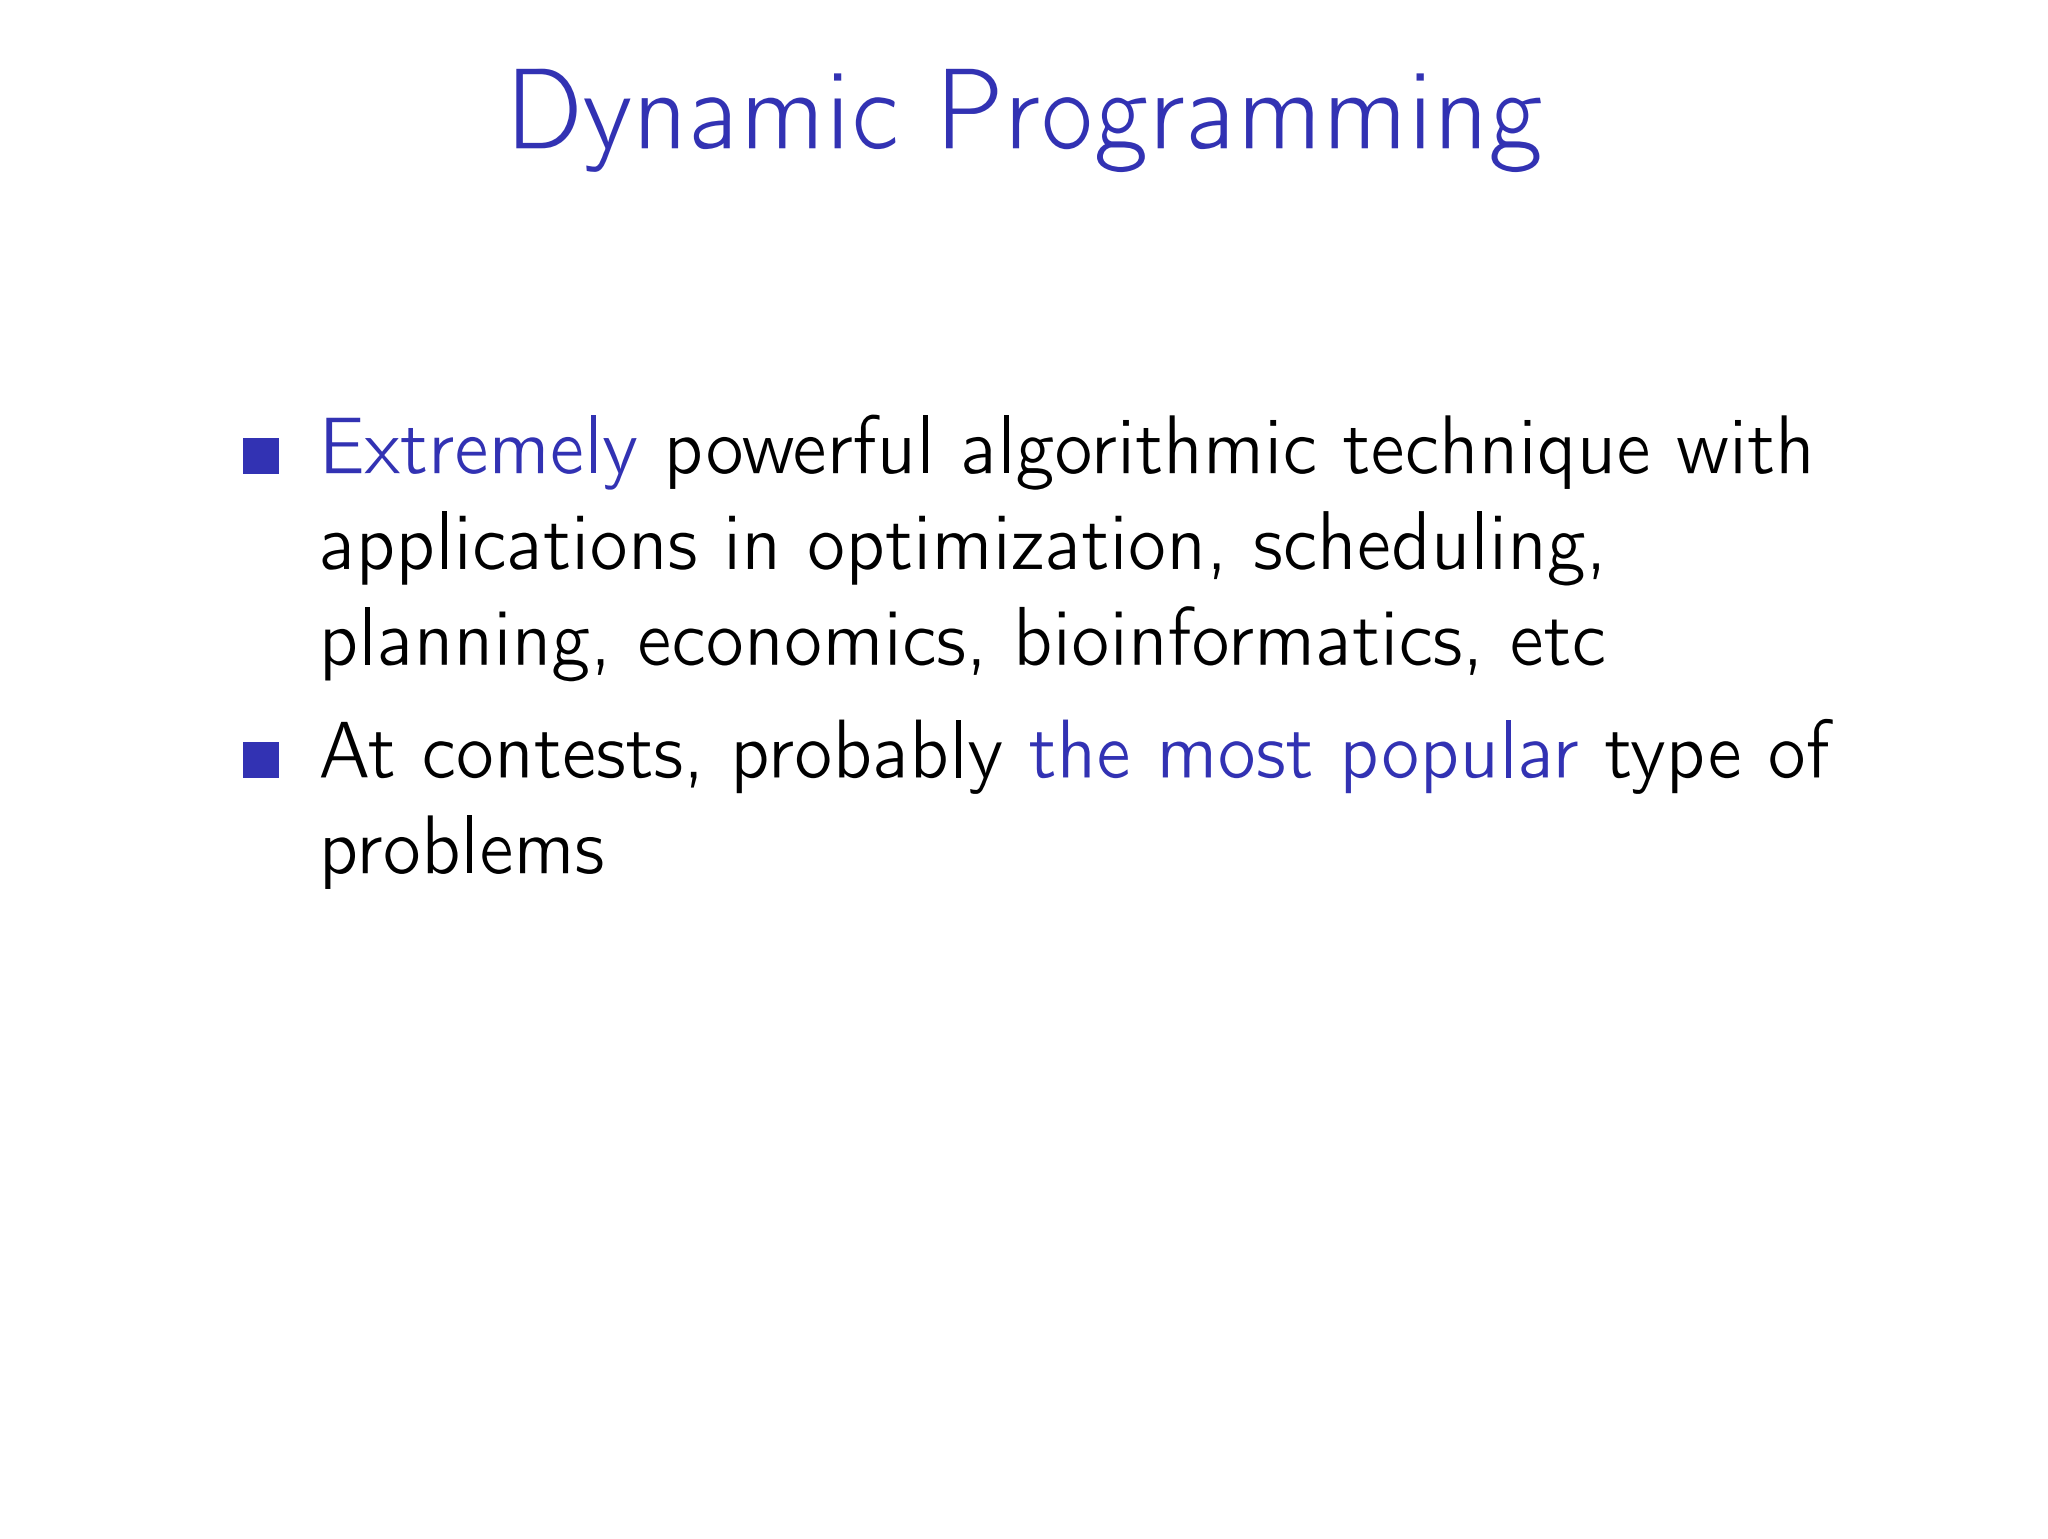 Dynamic Programming
Extremely powerful algorithmic technique with
applications in optimization, scheduling,
planning, economics, bioinformatics, etc
At contests, probably the most popular type of
problems